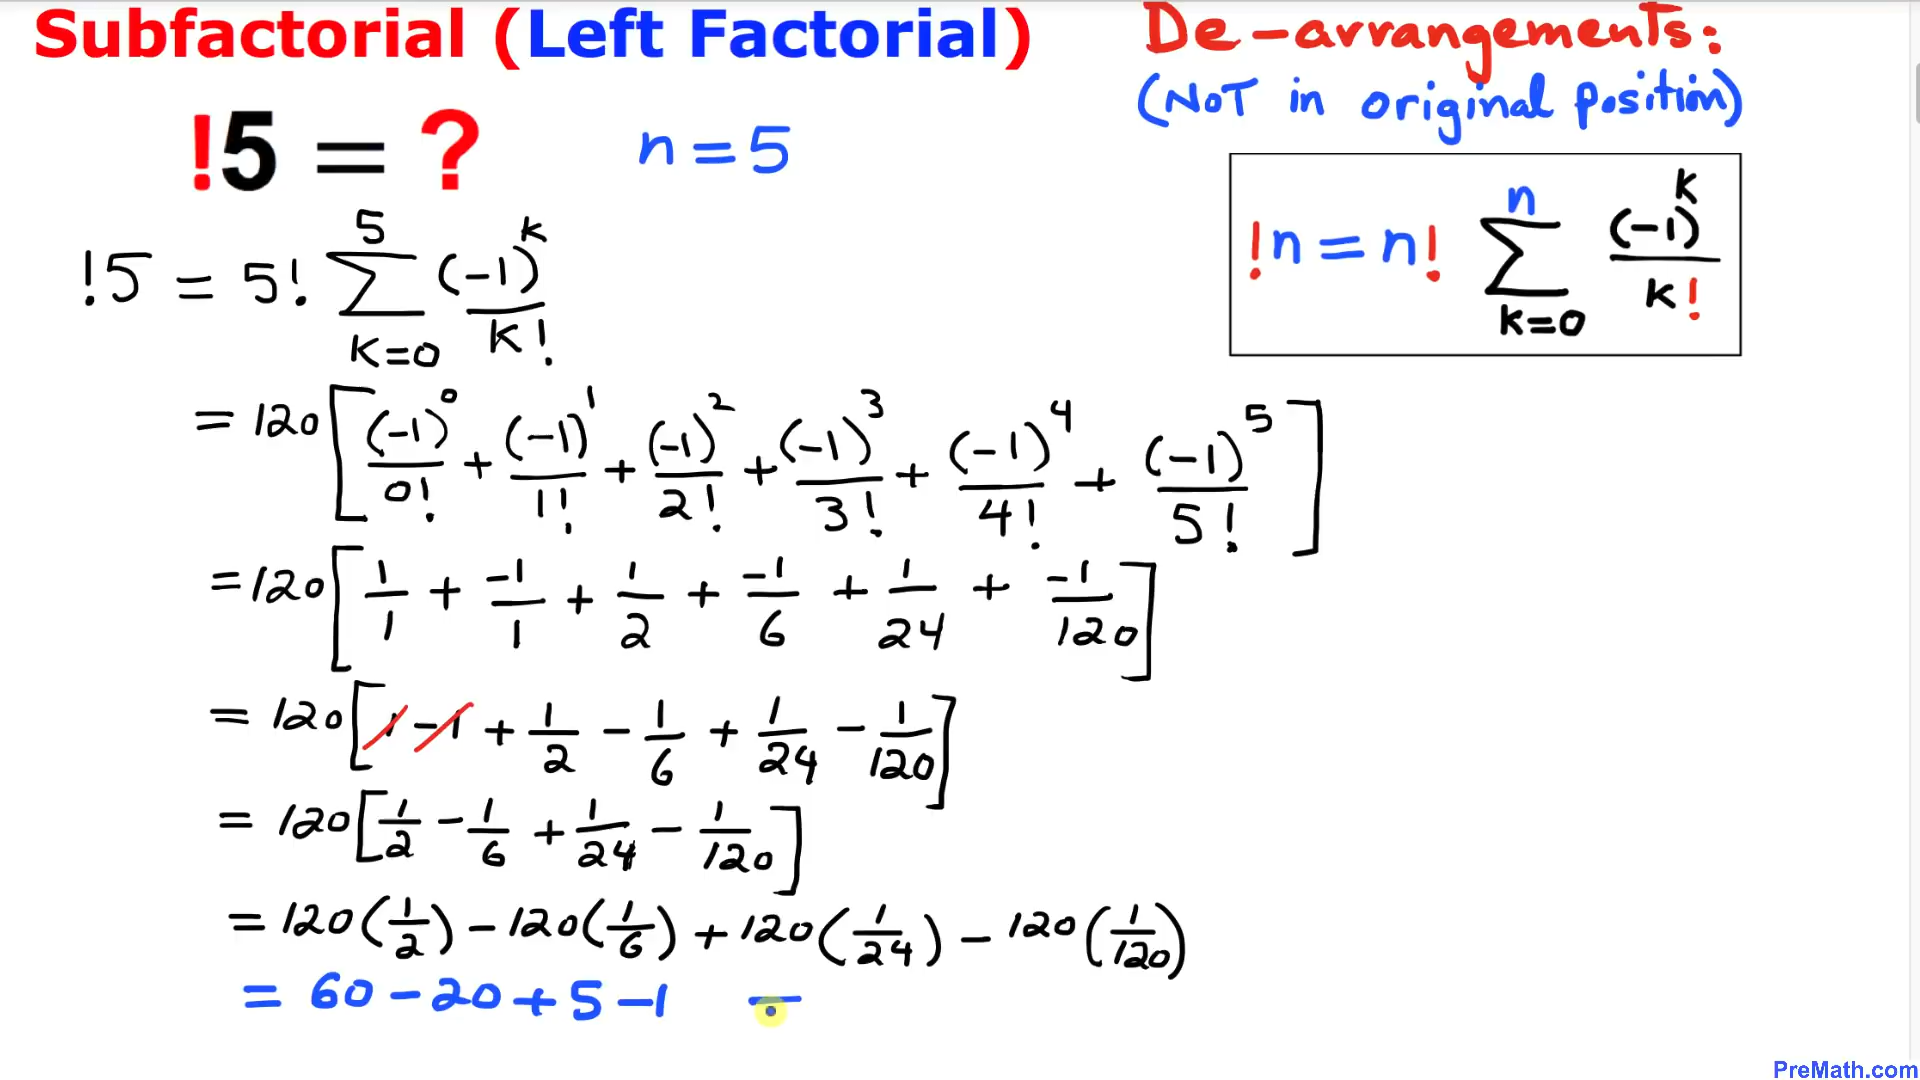 Subfactorial (Left Factorial)
De-arrangements:
(NOT in original position)
!5 = ?
n = 5
!n = n! n ∑ k=0 (-1)^k / k!
!5 = 5! 5 ∑ k=0 (-1)^k / k!
= 120 [ (-1)^0/0! + (-1)^1/1! + (-1)^2/2! + (-1)^3/3! + (-1)^4/4! + (-1)^5/5! ]
= 120 [ 1/1 + -1/1 + 1/2 + -1/6 + 1/24 + -1/120 ]
= 120 [ 1 - 1 + 1/2 - 1/6 + 1/24 - 1/120 ]
= 120 [ 1/2 - 1/6 + 1/24 - 1/120 ]
= 120 (1/2) - 120 (1/6) + 120 (1/24) - 120 (1/120)
= 60 - 20 + 5 - 1
PreMath.com